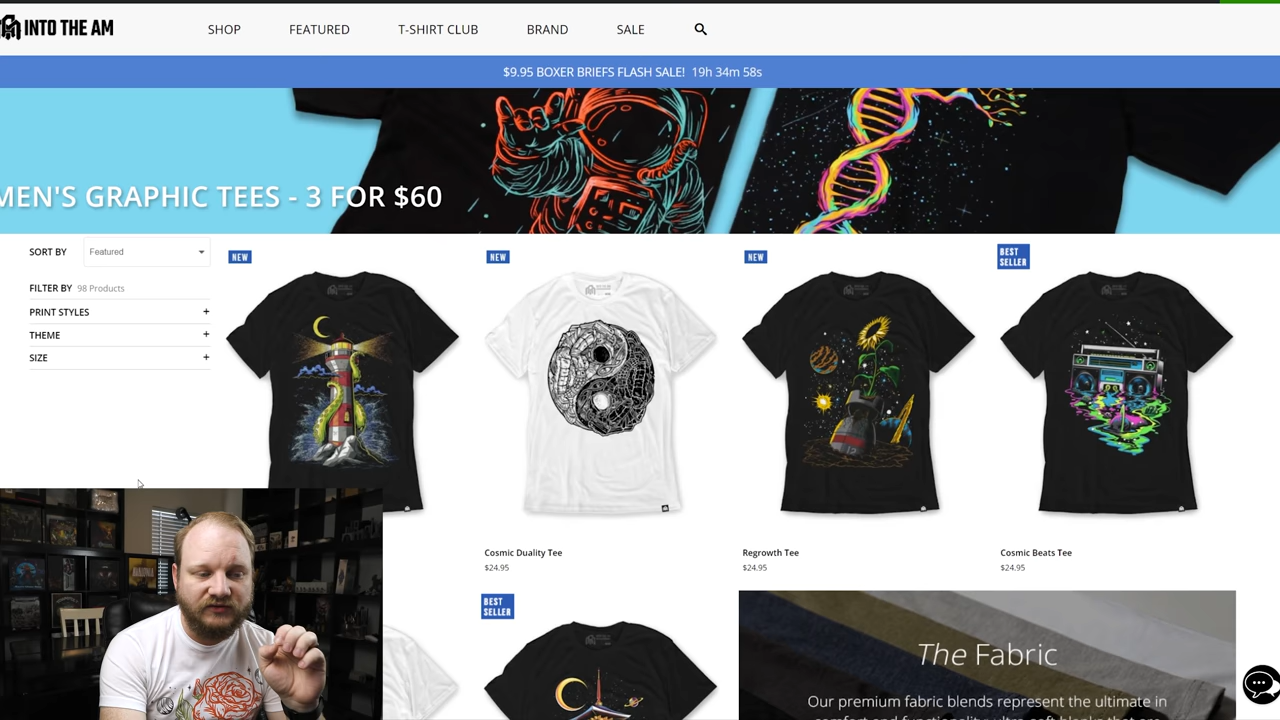 INTO THE AM
SHOP
FEATURED
T-SHIRT CLUB
BRAND
SALE
$9.95 BOXER BRIEFS FLASH SALE! 19h 34m 58s
MEN'S GRAPHIC TEES - 3 FOR $60
SORT BY
Featured
FILTER BY 98 Products
PRINT STYLES +
THEME +
SIZE +
NEW
NEW
NEW
BEST
SELLER
Cosmic Duality Tee
$24.95
Regrowth Tee
$24.95
Cosmic Beats Tee
$24.95
BEST
SELLER
The Fabric
Our premium fabric blends represent the ultimate in